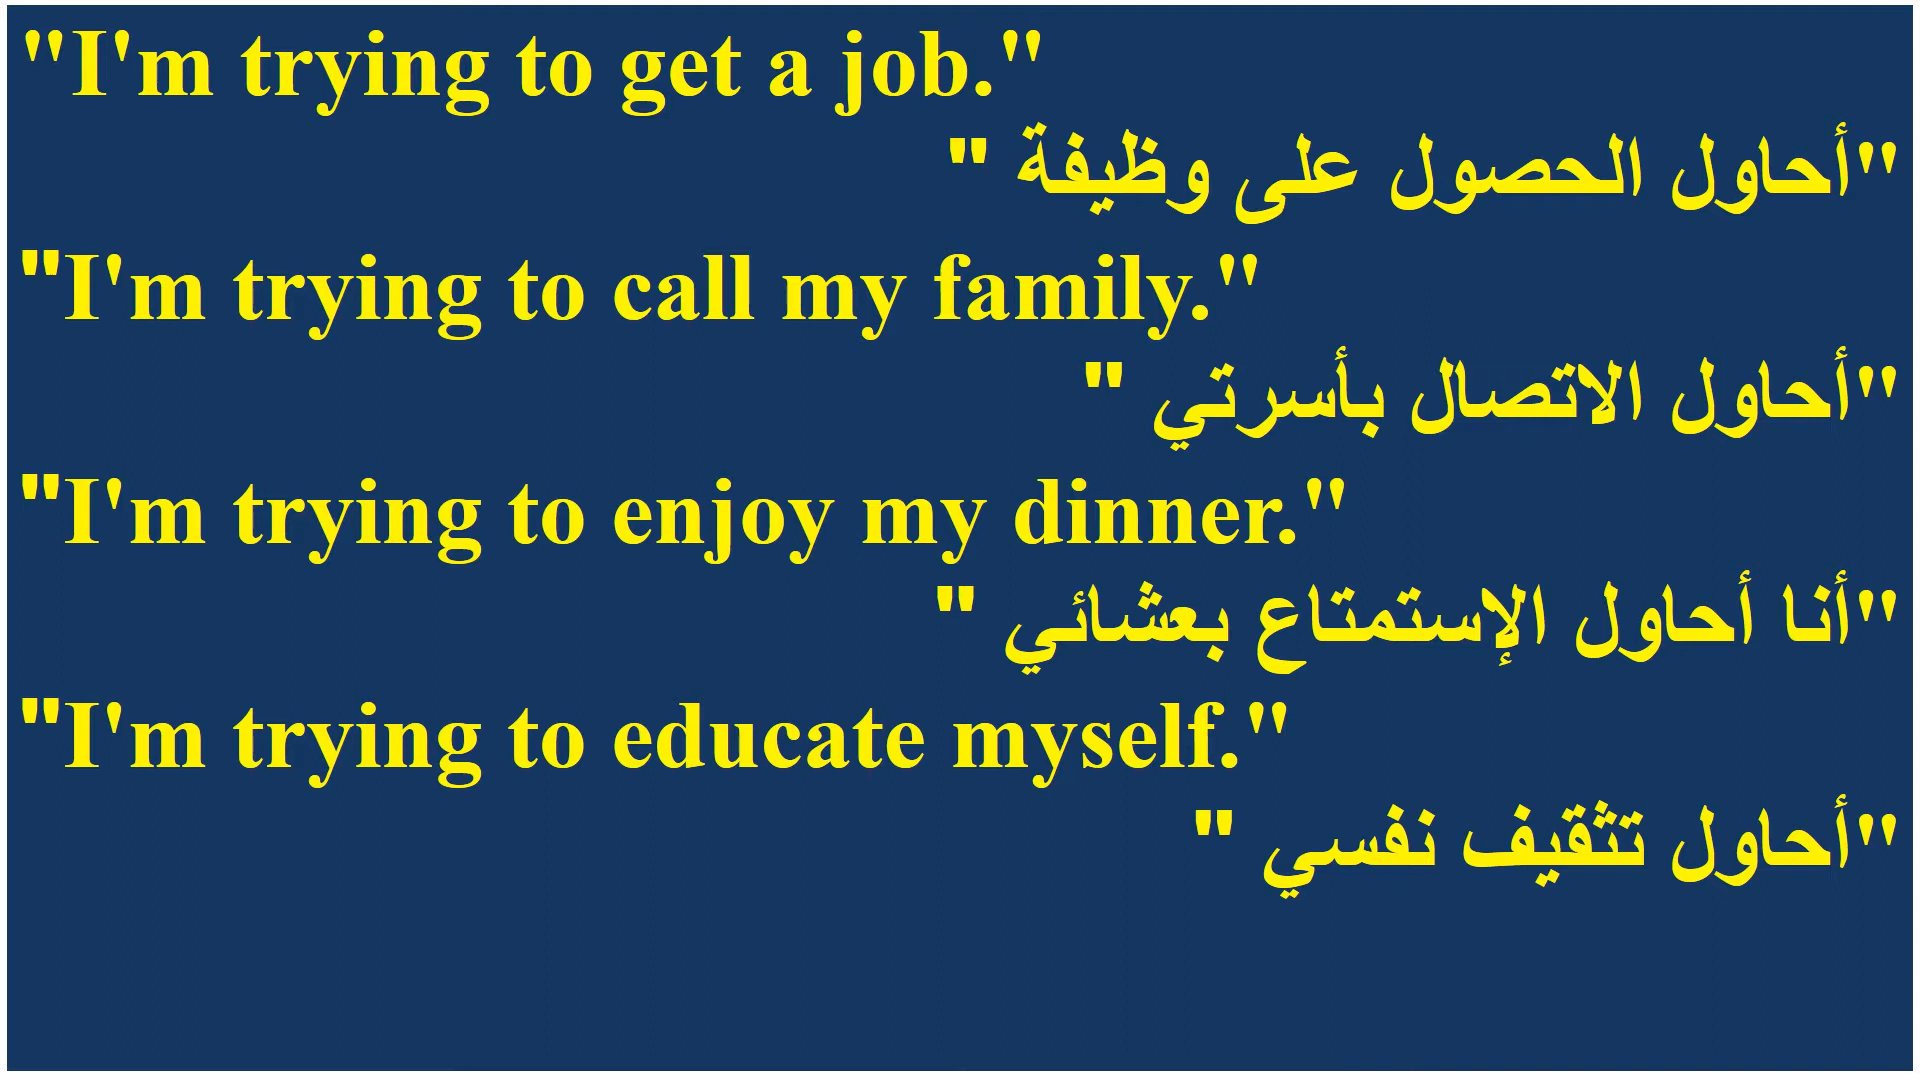 "I'm trying to get a job."
"أحاول الحصول على وظيفة "
"I'm trying to call my family."
"أحاول الاتصال بأسرتي "
"I'm trying to enjoy my dinner."
"أنا أحاول الإستمتاع بعشائي "
"I'm trying to educate myself."
"أحاول تثقيف نفسي "